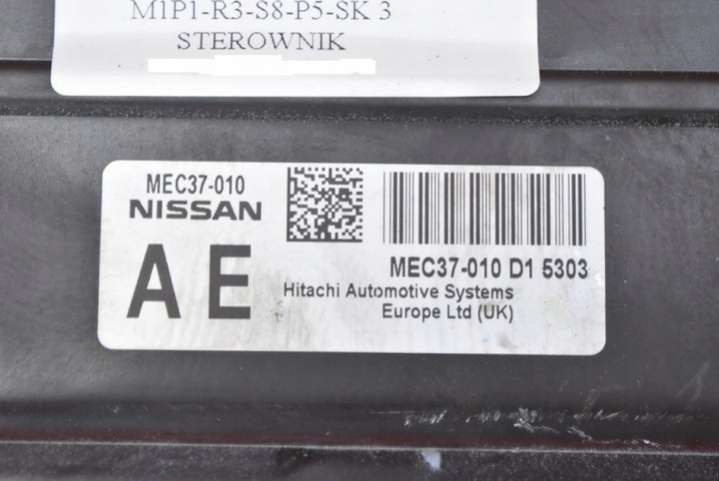 M1P1-R3-S8-P5-SK 3
STEROWNIK
MEC37-010
NISSAN
AE
MEC37-010 D1 5303
Hitachi Automotive Systems
Europe Ltd (UK)